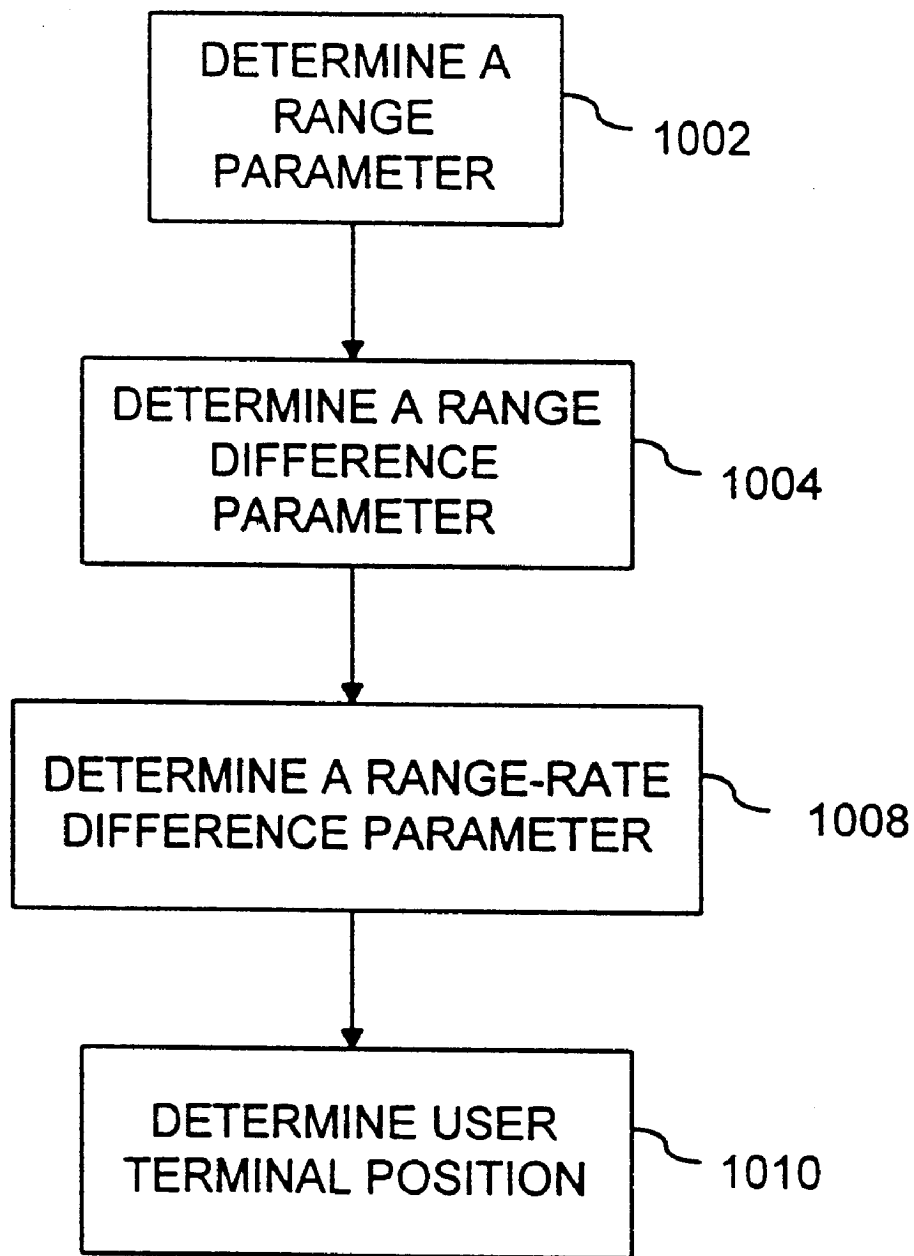 DETERMINE A
RANGE
PARAMETER
1002
DETERMINE A RANGE
DIFFERENCE
PARAMETER
1004
DETERMINE A RANGE-RATE
DIFFERENCE PARAMETER
1008
DETERMINE USER
TERMINAL POSITION
1010